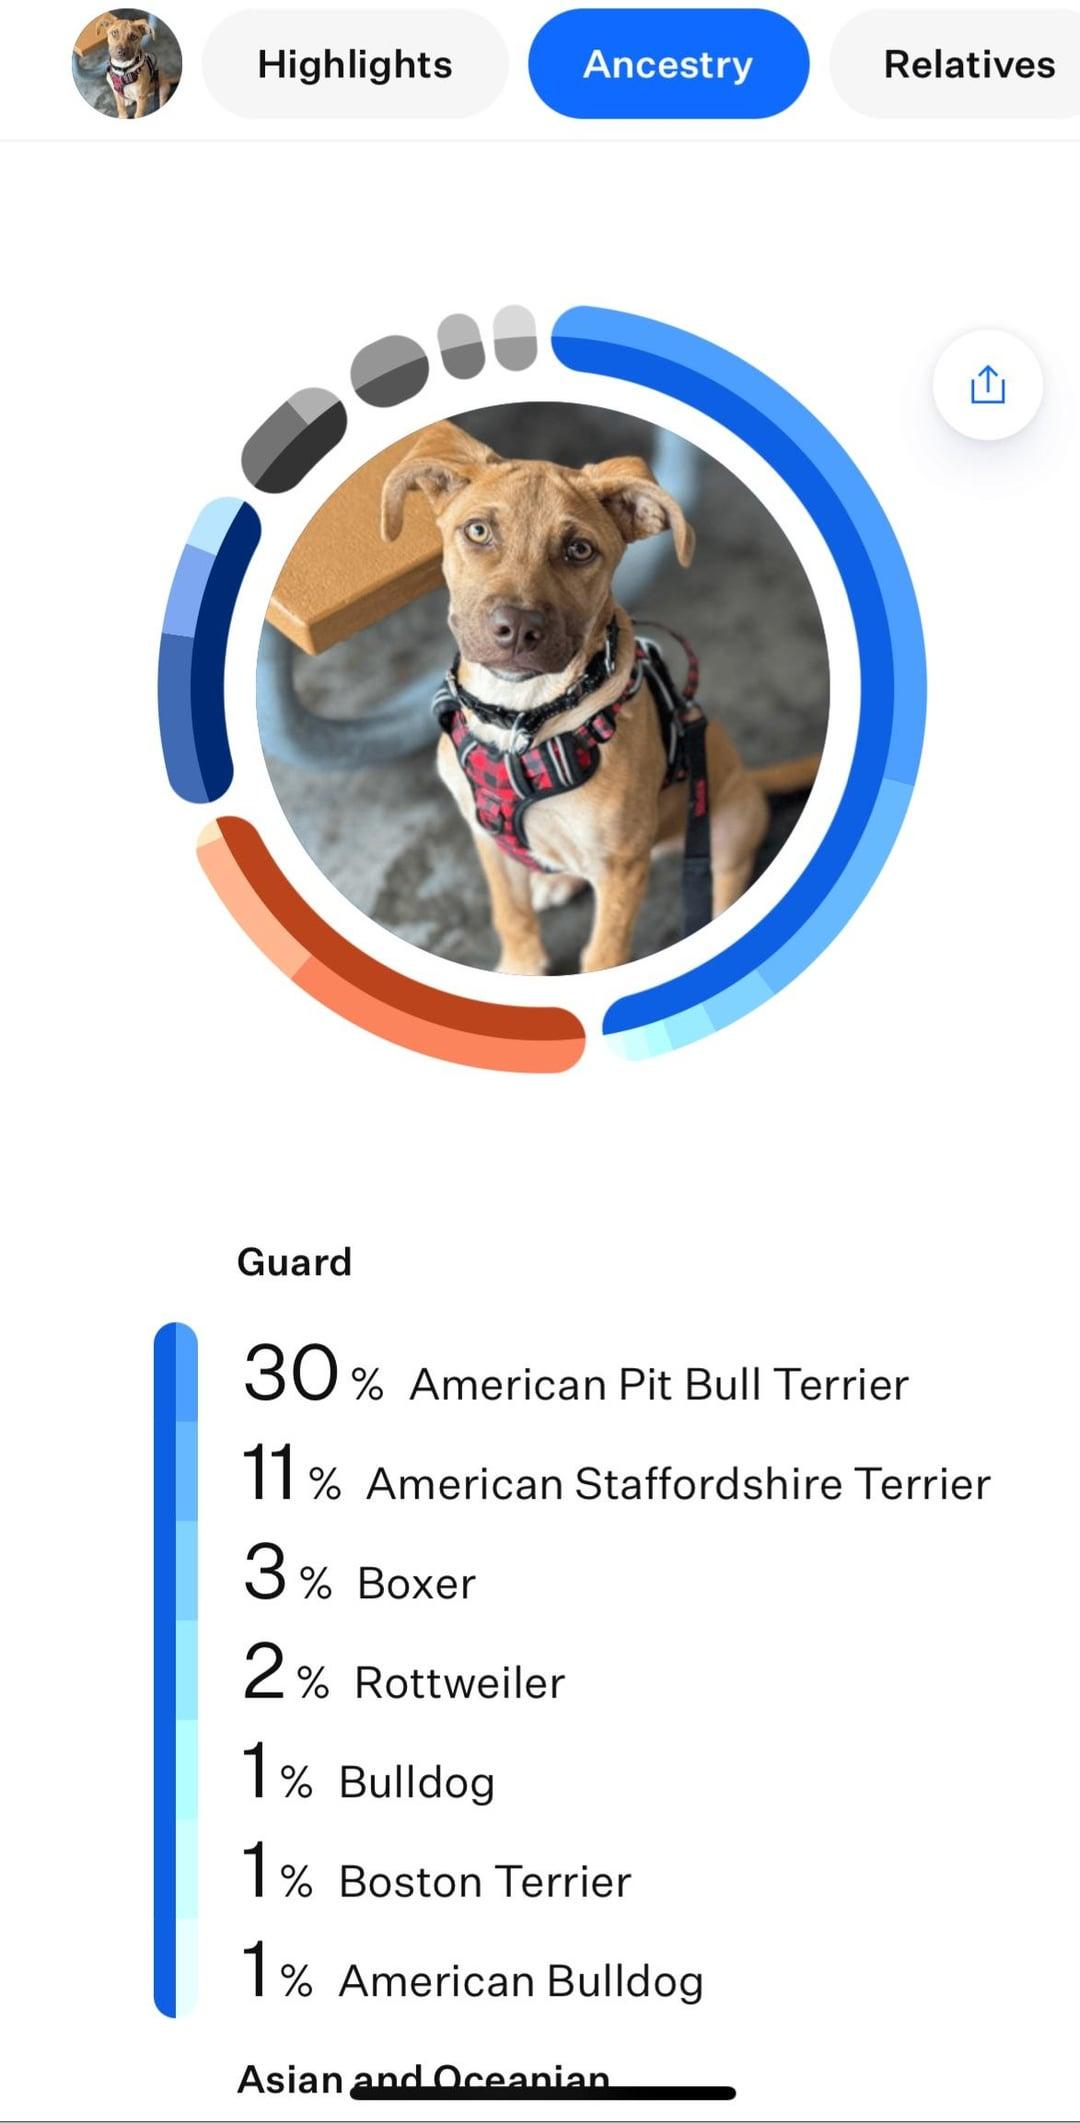 Highlights Ancestry Relatives
Guard
30 % American Pit Bull Terrier
11 % American Staffordshire Terrier
3 % Boxer
2 % Rottweiler
1 % Bulldog
1 % Boston Terrier
1 % American Bulldog
Asian and Oceanian